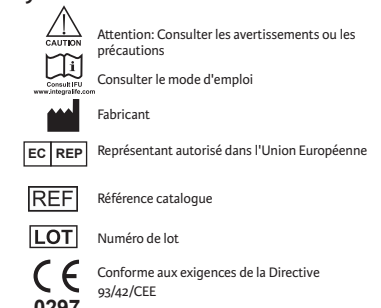 CAUTION
Attention: Consulter les avertissements ou les
précautions
i
Consult IFU
www.integralife.com
Consulter le mode d'emploi
Fabricant
EC REP
Représentant autorisé dans l'Union Européenne
REF
Référence catalogue
LOT
Numéro de lot
CE
Conforme aux exigences de la Directive
93/42/CEE
0297